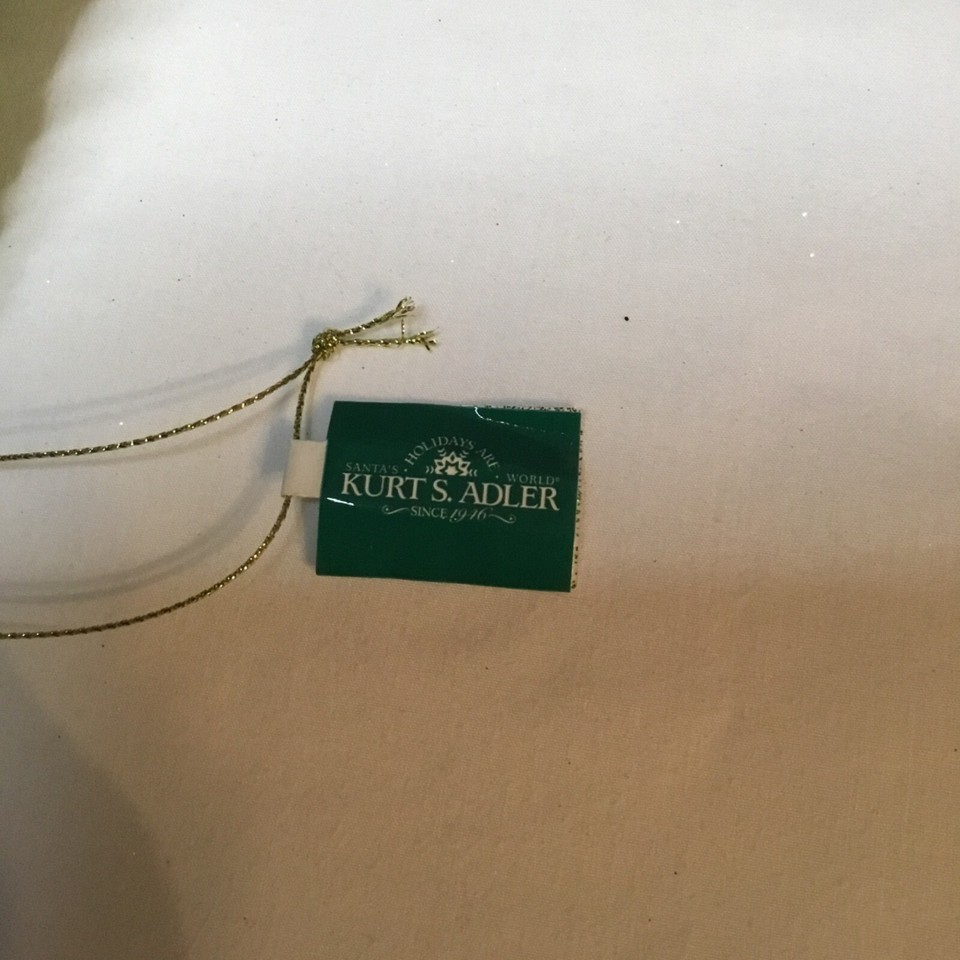 HOLIDAYS ARE
SANTA'S WORLD®
KURT S. ADLER
SINCE 1946